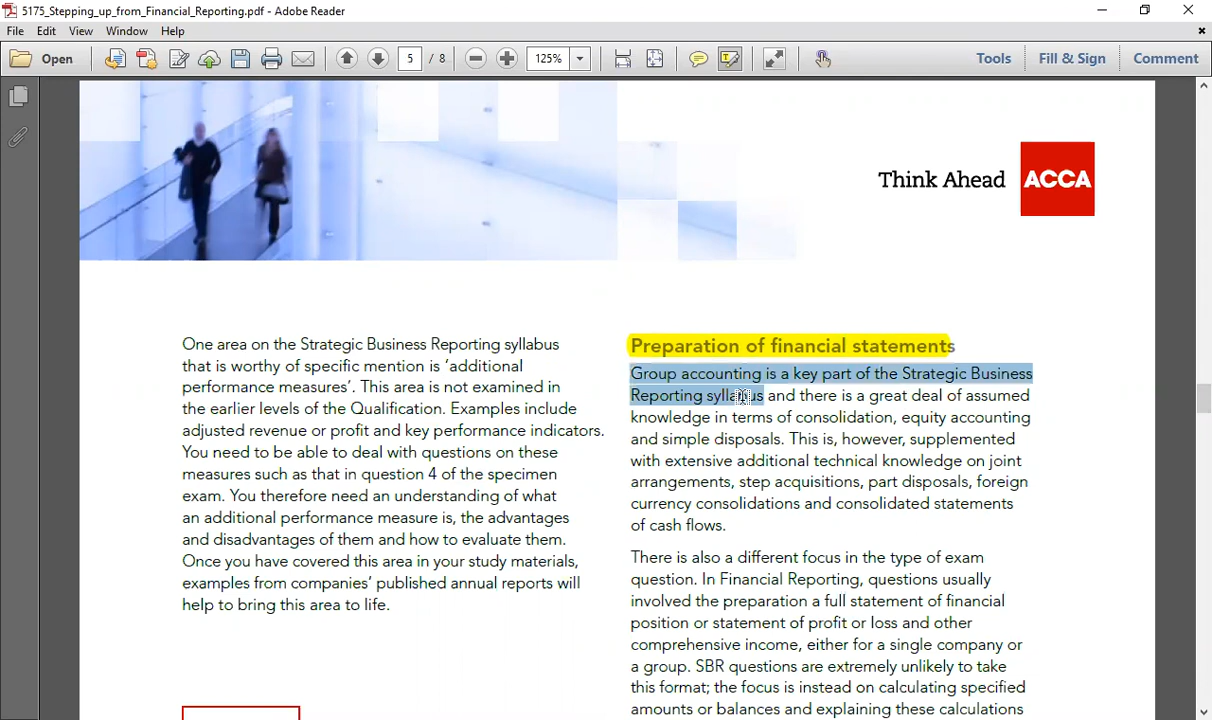 5175_Stepping_up_from_Financial_Reporting.pdf - Adobe Reader
File Edit View Window Help
Open 5 / 8 125% Tools Fill & Sign Comment
Think Ahead ACCA
One area on the Strategic Business Reporting syllabus
that is worthy of specific mention is ‘additional
performance measures’. This area is not examined in
the earlier levels of the Qualification. Examples include
adjusted revenue or profit and key performance indicators.
You need to be able to deal with questions on these
measures such as that in question 4 of the specimen
exam. You therefore need an understanding of what
an additional performance measure is, the advantages
and disadvantages of them and how to evaluate them.
Once you have covered this area in your study materials,
examples from companies’ published annual reports will
help to bring this area to life.
Preparation of financial statements
Group accounting is a key part of the Strategic Business
Reporting syllabus and there is a great deal of assumed
knowledge in terms of consolidation, equity accounting
and simple disposals. This is, however, supplemented
with extensive additional technical knowledge on joint
arrangements, step acquisitions, part disposals, foreign
currency consolidations and consolidated statements
of cash flows.
There is also a different focus in the type of exam
question. In Financial Reporting, questions usually
involved the preparation a full statement of financial
position or statement of profit or loss and other
comprehensive income, either for a single company or
a group. SBR questions are extremely unlikely to take
this format; the focus is instead on calculating specified
amounts or balances and explaining these calculations